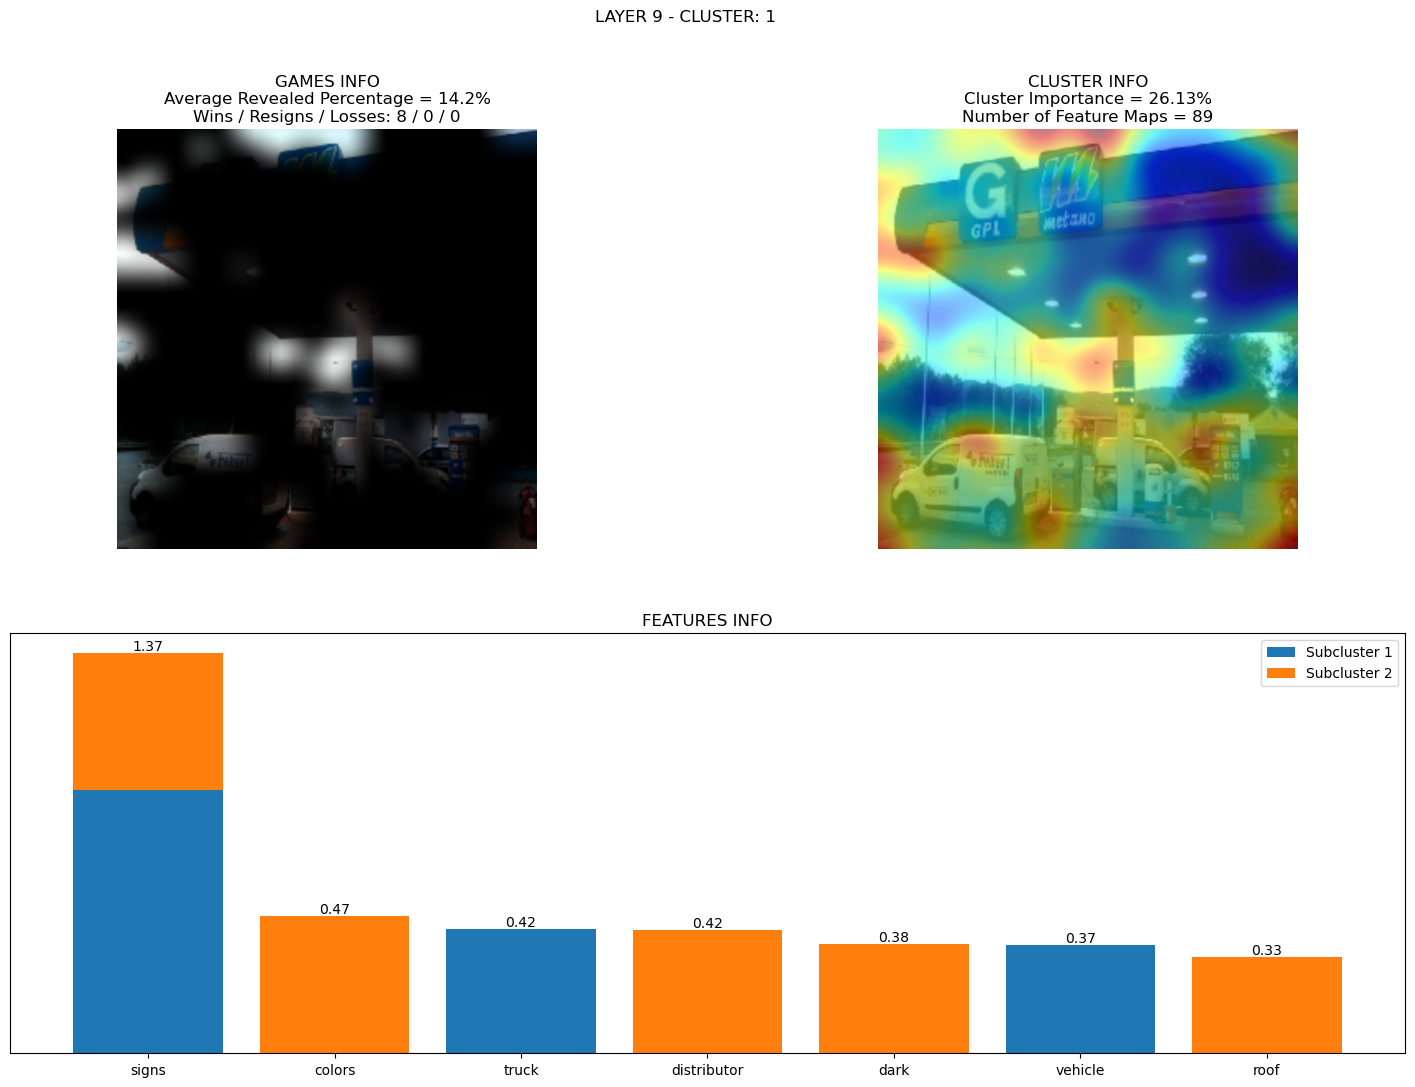 LAYER 9 - CLUSTER: 1
GAMES INFO
Average Revealed Percentage = 14.2%
Wins / Resigns / Losses: 8 / 0 / 0
CLUSTER INFO
Cluster Importance = 26.13%
Number of Feature Maps = 89
G
GPL
metano
FEATURES INFO
Subcluster 1
Subcluster 2
1.37
0.47
0.42
0.42
0.38
0.37
0.33
signs
colors
truck
distributor
dark
vehicle
roof